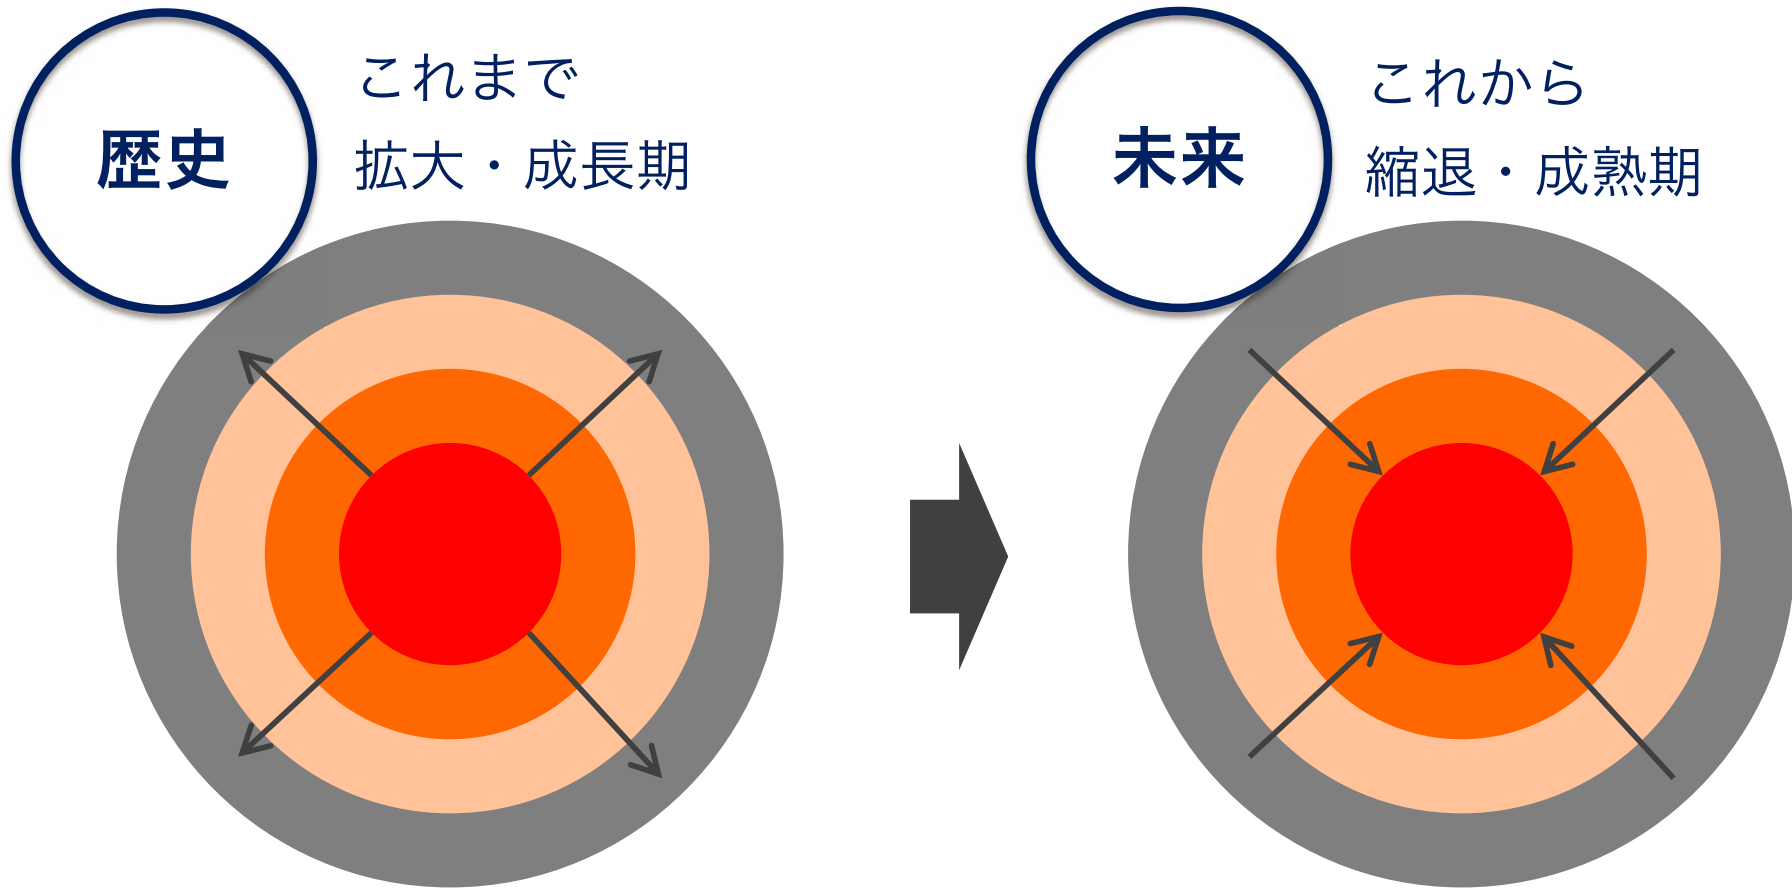 歴史
これまで
拡大・成長期
未来
これから
縮退・成熟期